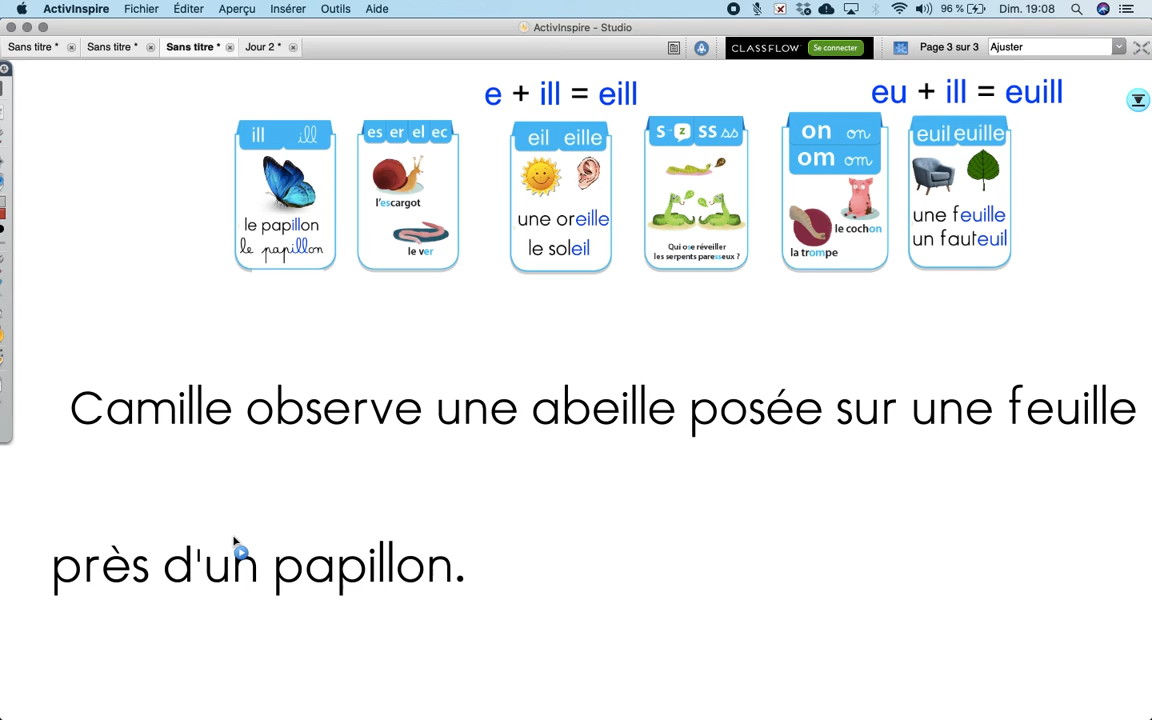 ActivInspire Fichier Éditer Aperçu Insérer Outils Aide 96 % Dim. 19:08
ActivInspire - Studio
Sans titre * Sans titre * Sans titre * Jour 2 * CLASSFLOW Se connecter Page 3 sur 3 Ajuster
e + ill = eill
eu + ill = euill
ill ill
le papillon
le papillon
es er el ec
l'escargot
le ver
eil eille
une oreille
le soleil
s z ss ss
Qui ose réveiller
les serpents paresseux ?
on on
om om
le cochon
la trompe
euil euille
une feuille
un fauteuil
Camille observe une abeille posée sur une feuille
près d'un papillon.